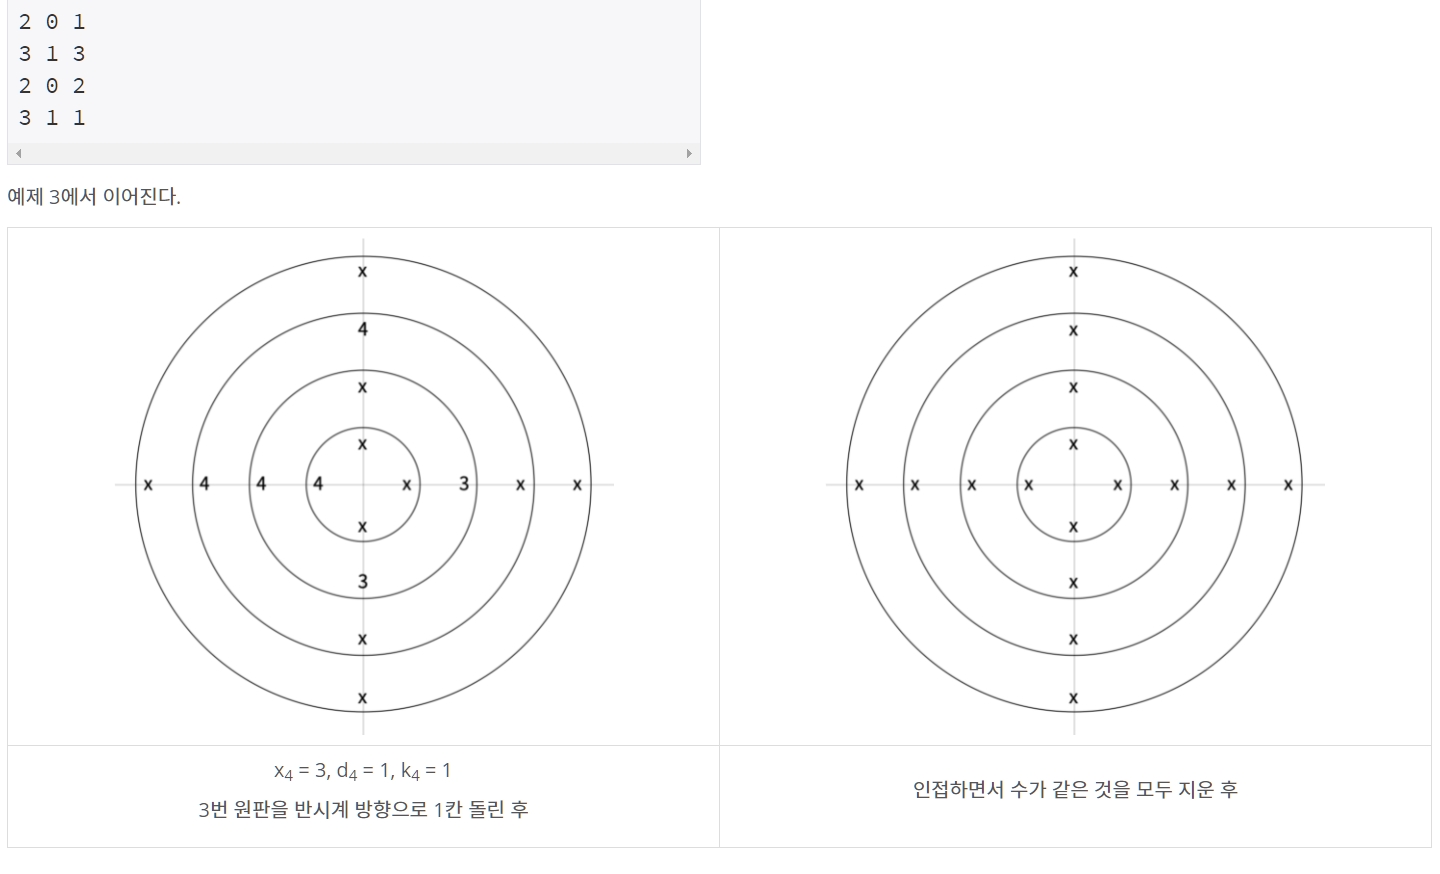 2 0 1
3 1 3
2 0 2
3 1 1
예제 3에서 이어진다.
x
4
x
x
x 4 4 4 x 3 x x
x
3
x
x
x
x
x
x
x x x x x x x x
x
x
x
x
x₄ = 3, d₄ = 1, k₄ = 1
3번 원판을 반시계 방향으로 1칸 돌린 후
인접하면서 수가 같은 것을 모두 지운 후